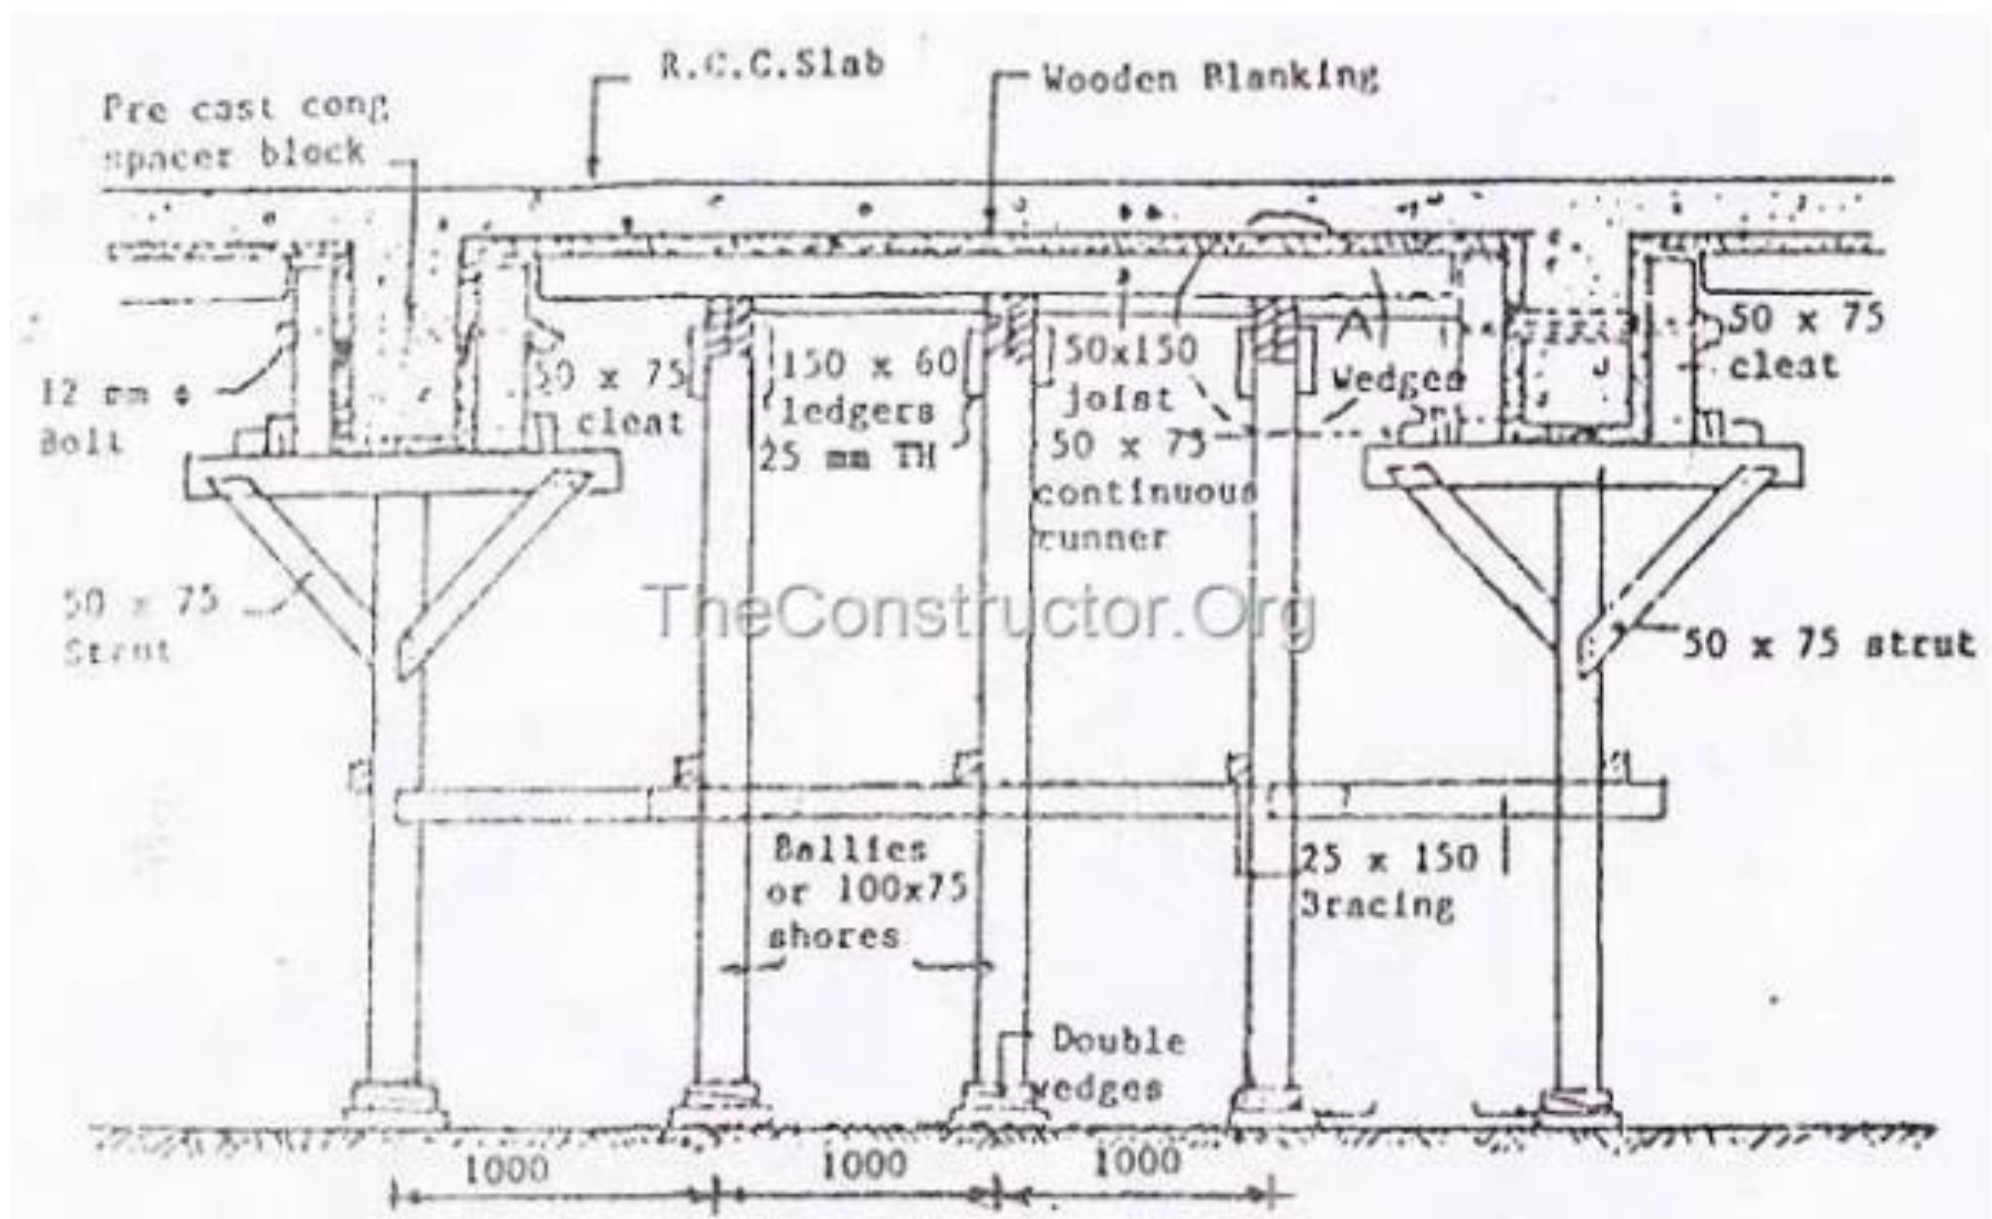 R.C.C.Slab
Wooden Blanking
Pre cast cong
spacer block
12 mm ϕ
Bolt
50 x 75
cleat
150 x 60
ledgers
25 mm TH
50x150
joist
50 x 75
continuous
runner
A
Wedges
50 x 75
cleat
50 x 75
Strut
TheConstructor.Org
50 x 75 strut
Ballies
or 100x75
shores
25 x 150
Bracing
Double
wedges
1000
1000
1000